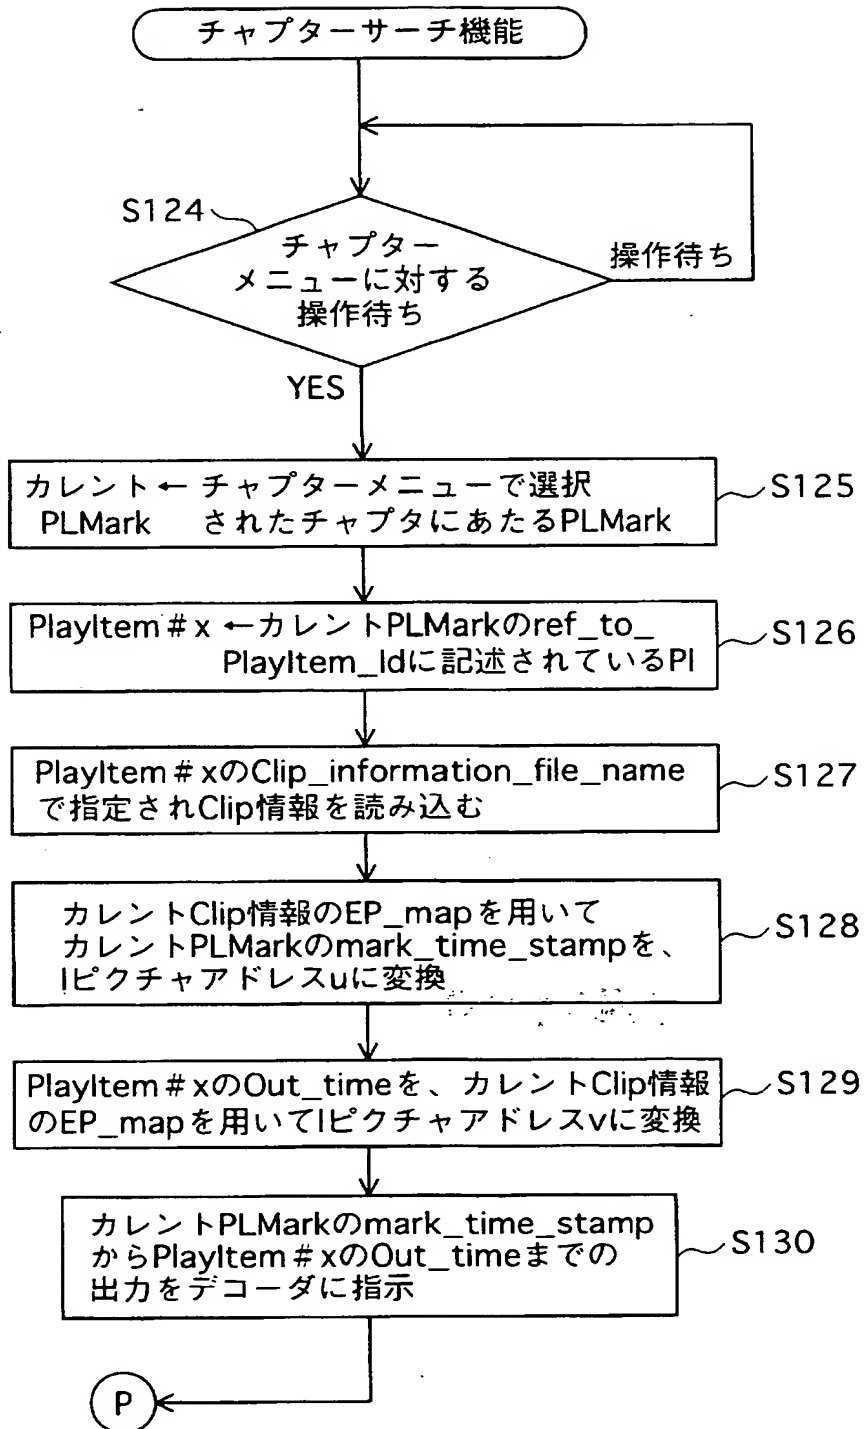 チャプターサーチ機能
S124
チャプター
メニューに対する
操作待ち
操作待ち
YES
カレント← チャプターメニューで選択
PLMark されたチャプタにあたるPLMark
S125
PlayItem#x ←カレントPLMarkのref_to_
PlayItem_Idに記述されているPI
S126
PlayItem#xのClip_information_file_name
で指定されClip情報を読み込む
S127
カレントClip情報のEP_mapを用いて
カレントPLMarkのmark_time_stampを、
Iピクチャアドレスuに変換
S128
PlayItem#xのOut_timeを、カレントClip情報
のEP_mapを用いてIピクチャアドレスvに変換
S129
カレントPLMarkのmark_time_stamp
からPlayItem#xのOut_timeまでの
出力をデコーダに指示
S130
P